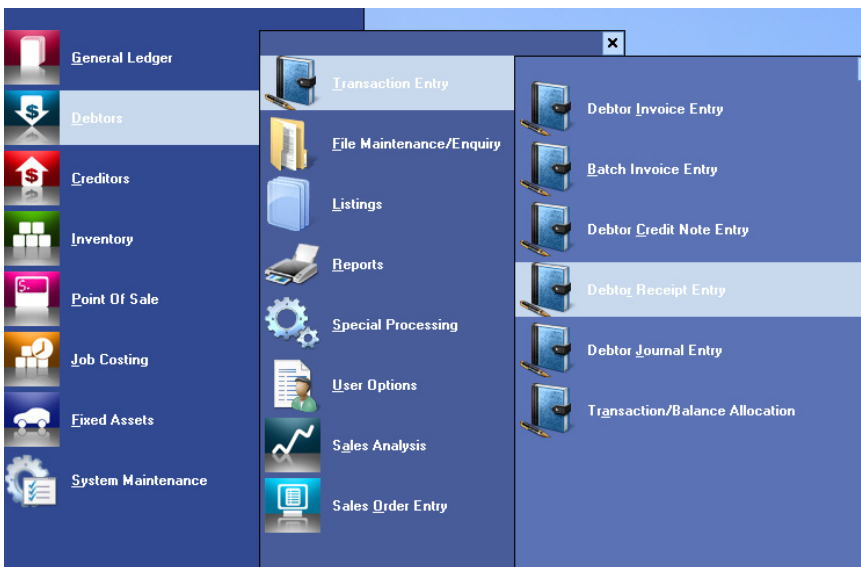 General Ledger
Debtors
Creditors
Inventory
Point Of Sale
Job Costing
Fixed Assets
System Maintenance
Transaction Entry
File Maintenance/Enquiry
Listings
Reports
Special Processing
User Options
Sales Analysis
Sales Order Entry
Debtor Invoice Entry
Batch Invoice Entry
Debtor Credit Note Entry
Debtor Receipt Entry
Debtor Journal Entry
Transaction/Balance Allocation